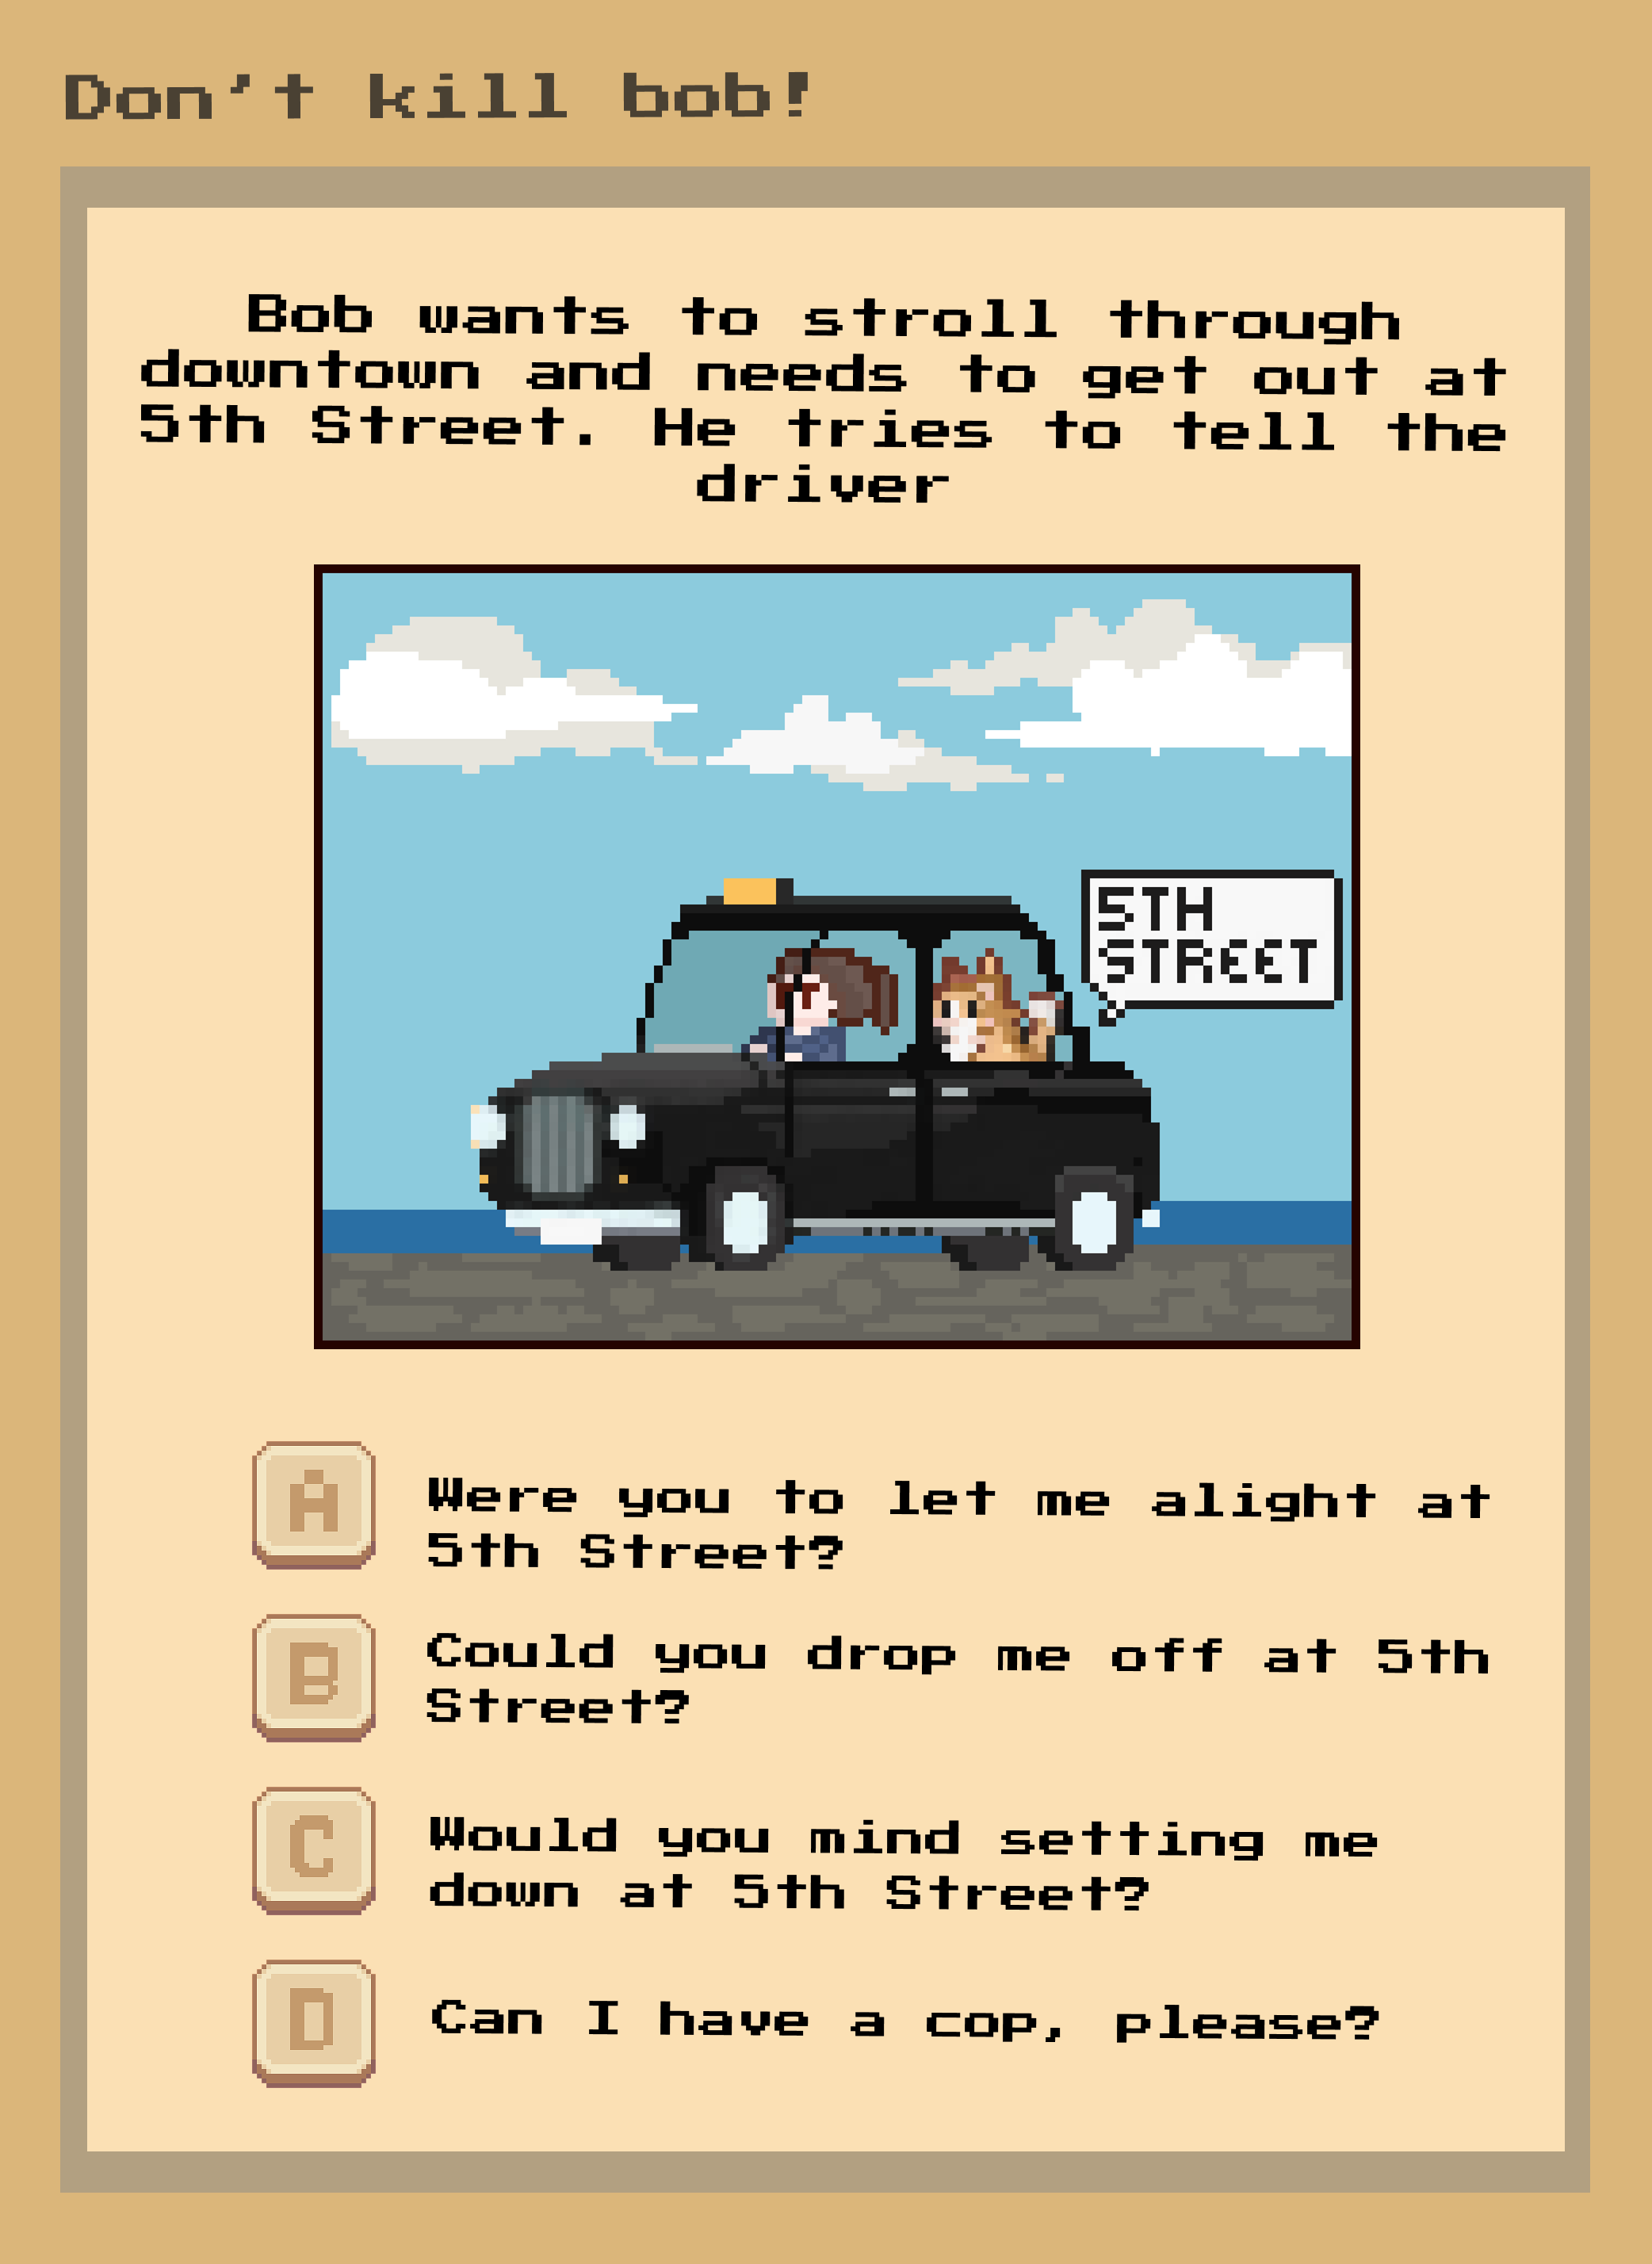 Don't kill bob!
Bob wants to stroll through
downtown and needs to get out at
5th Street. He tries to tell the
driver
5TH
STREET
A
Were you to let me alight at
5th Street?
B
Could you drop me off at 5th
Street?
C
Would you mind setting me
down at 5th Street?
D
Can I have a cop, please?